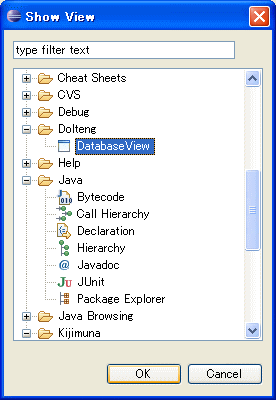 Show View
type filter text
Cheat Sheets
CVS
Debug
Dolteng
DatabaseView
Help
Java
Bytecode
Call Hierarchy
Declaration
Hierarchy
@ Javadoc
JU JUnit
Package Explorer
Java Browsing
Kijimuna
OK Cancel